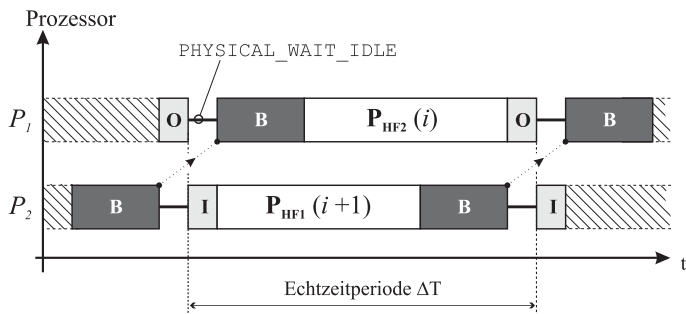 Prozessor
PHYSICAL_WAIT_IDLE
P1 O B PHF2 (i) O B
P2 B I PHF1 (i +1) B I
t
Echtzeitperiode ΔT